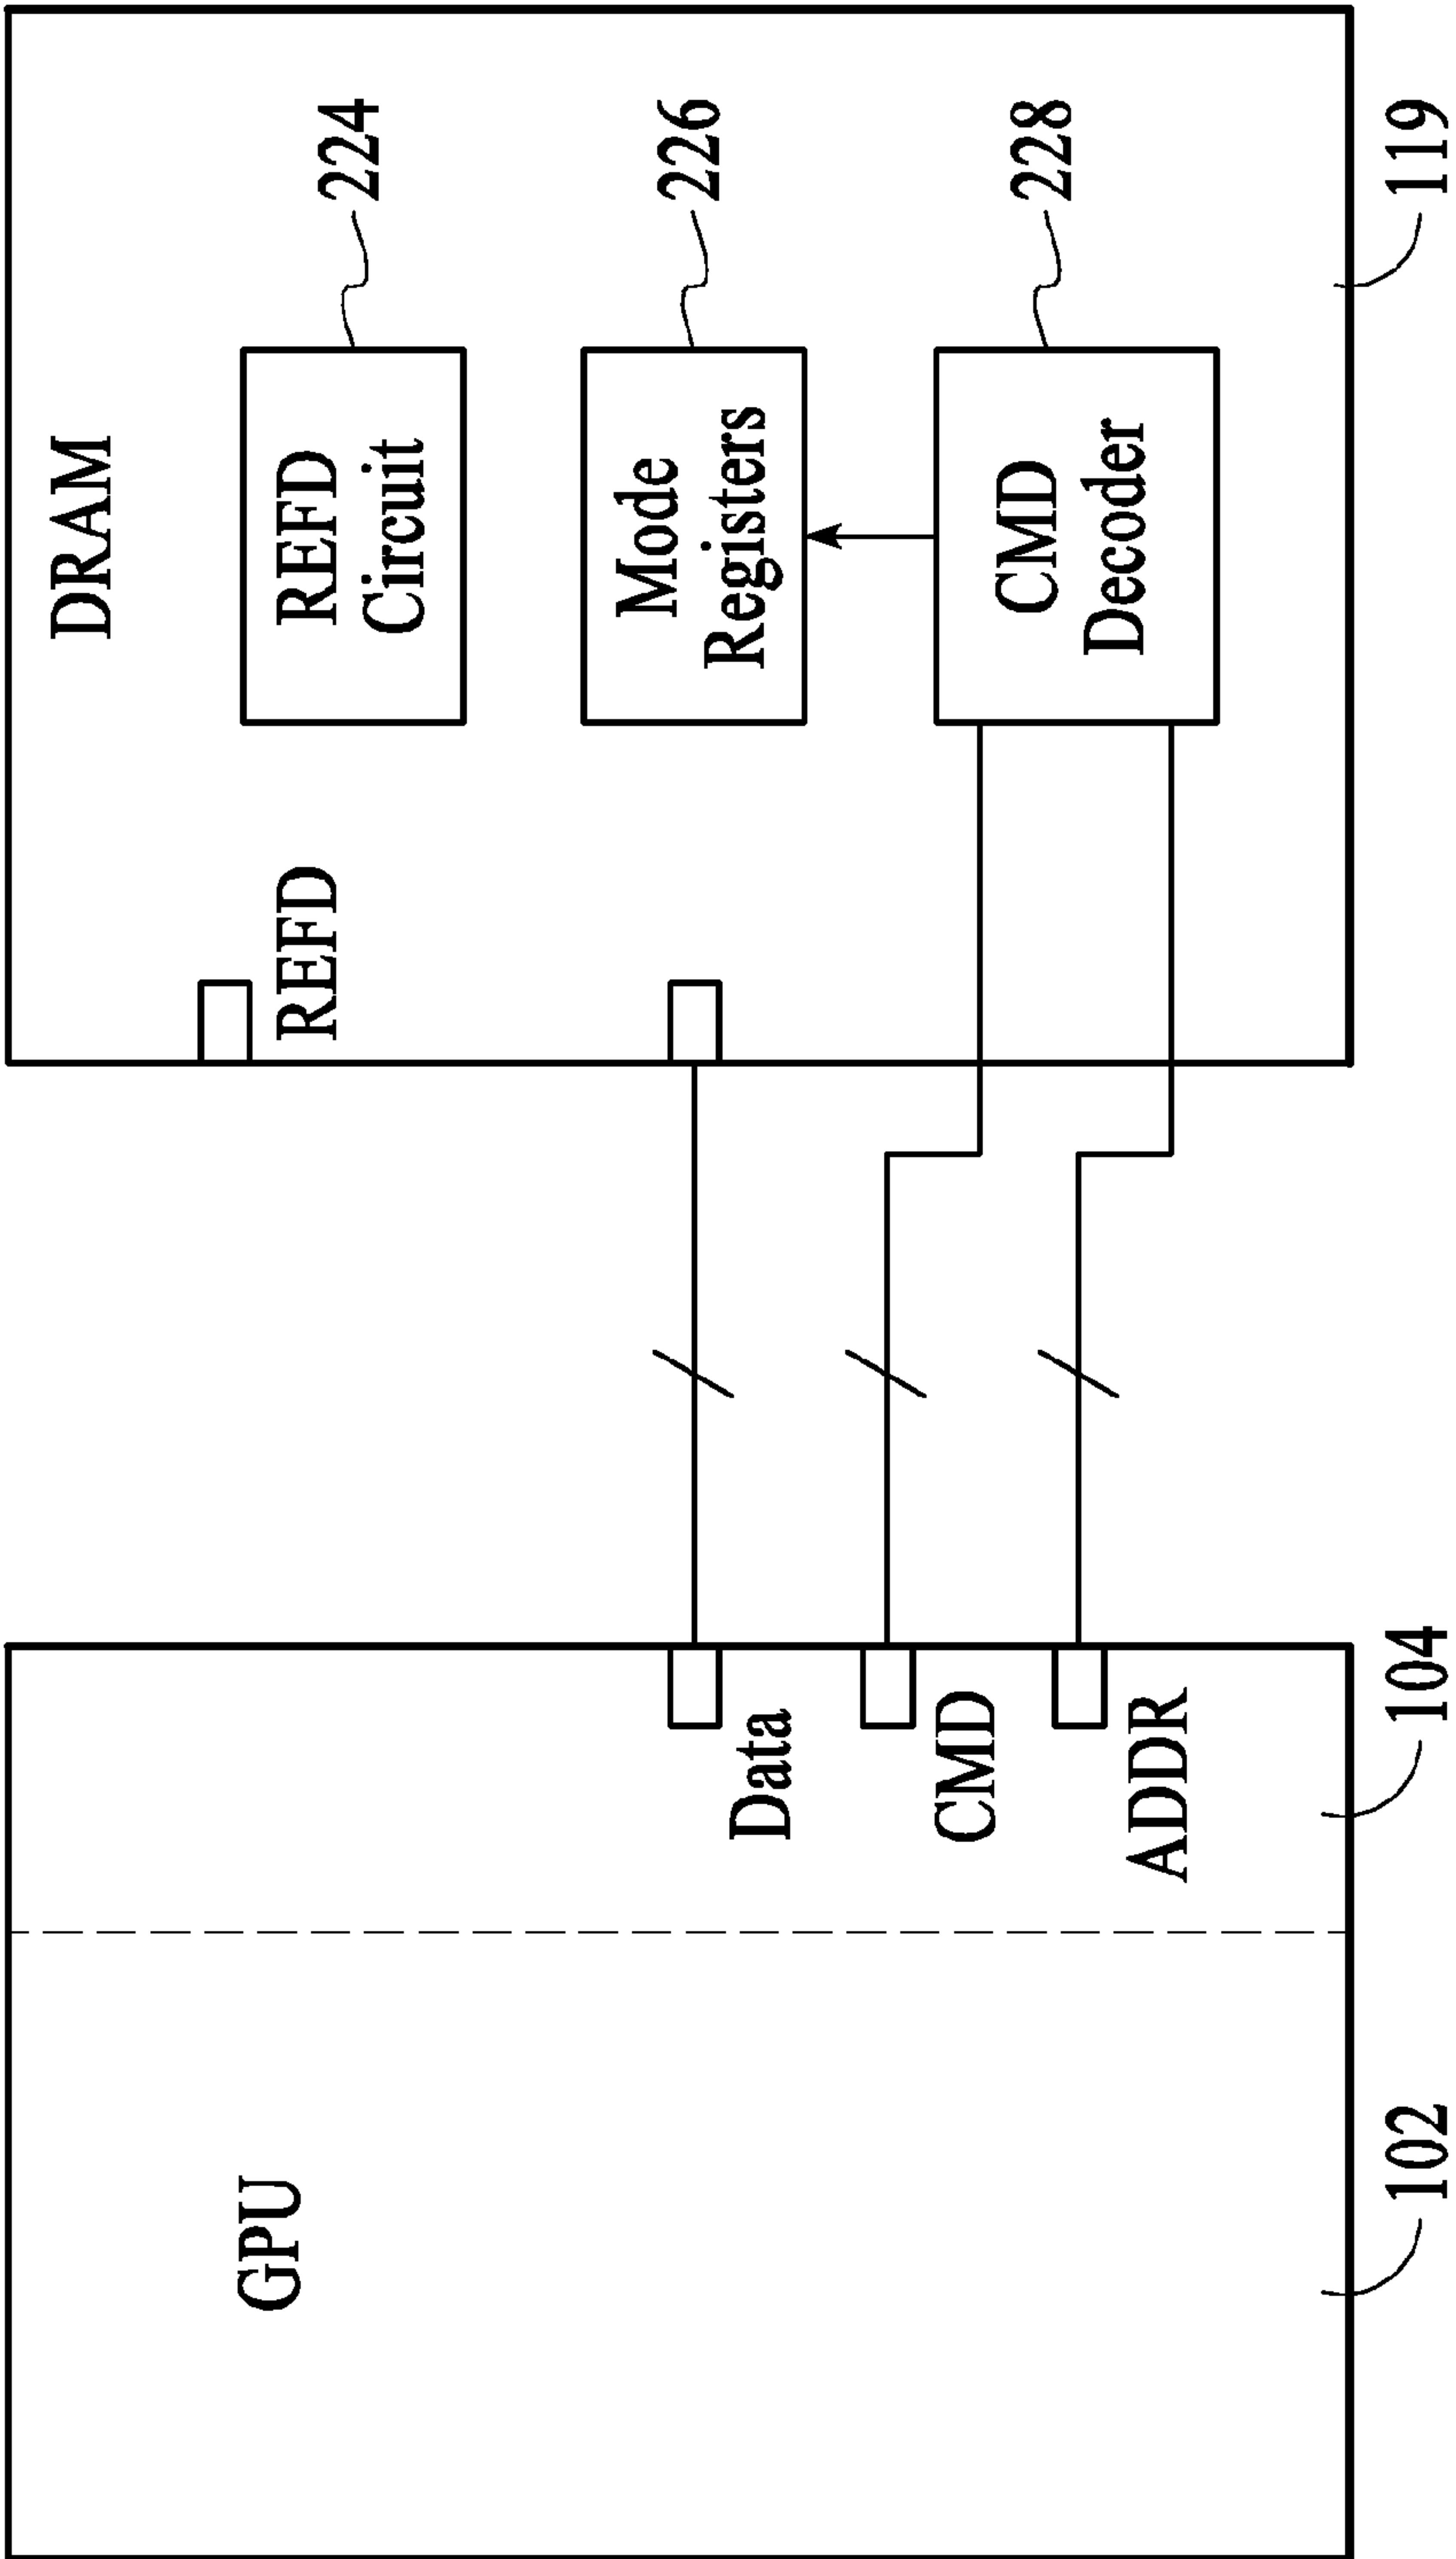 GPU
102
Data
CMD
ADDR
104
DRAM
REFD
REFD
Circuit
224
Mode
Registers
226
CMD
Decoder
228
119